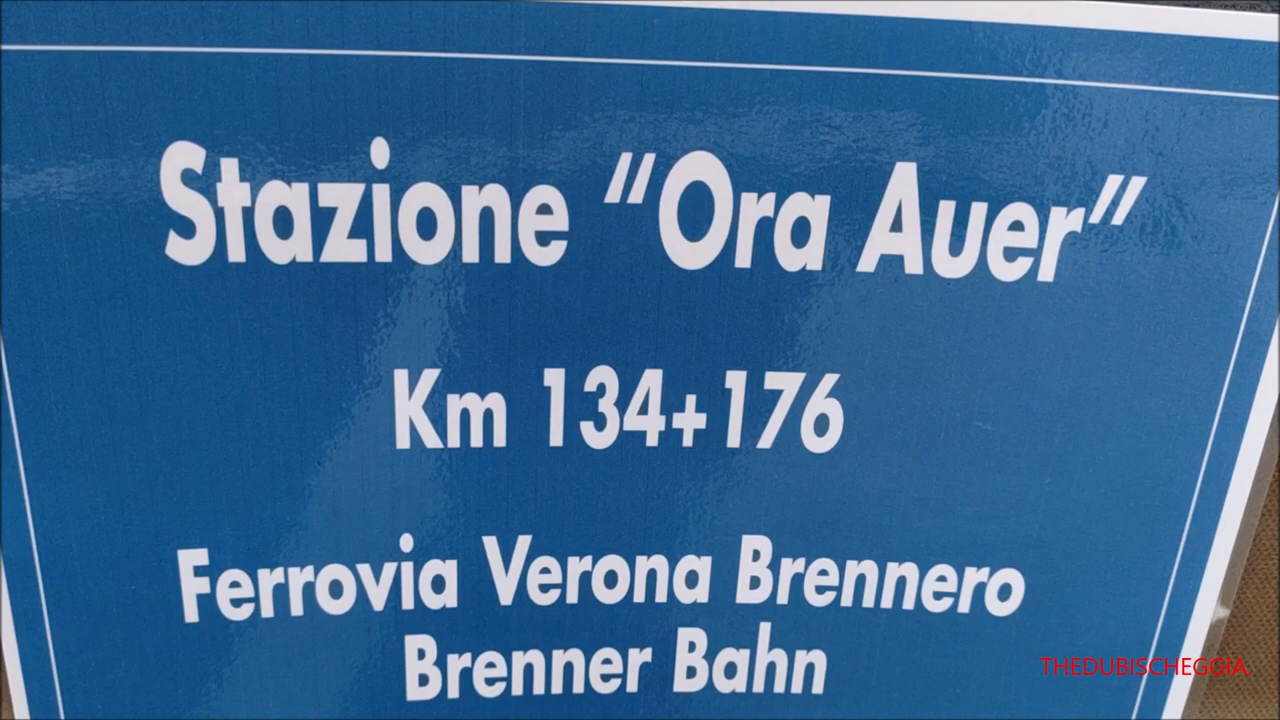 Stazione “Ora Auer”
Km 134+176
Ferrovia Verona Brennero
Brenner Bahn
THEDUBISCHEGGIA.